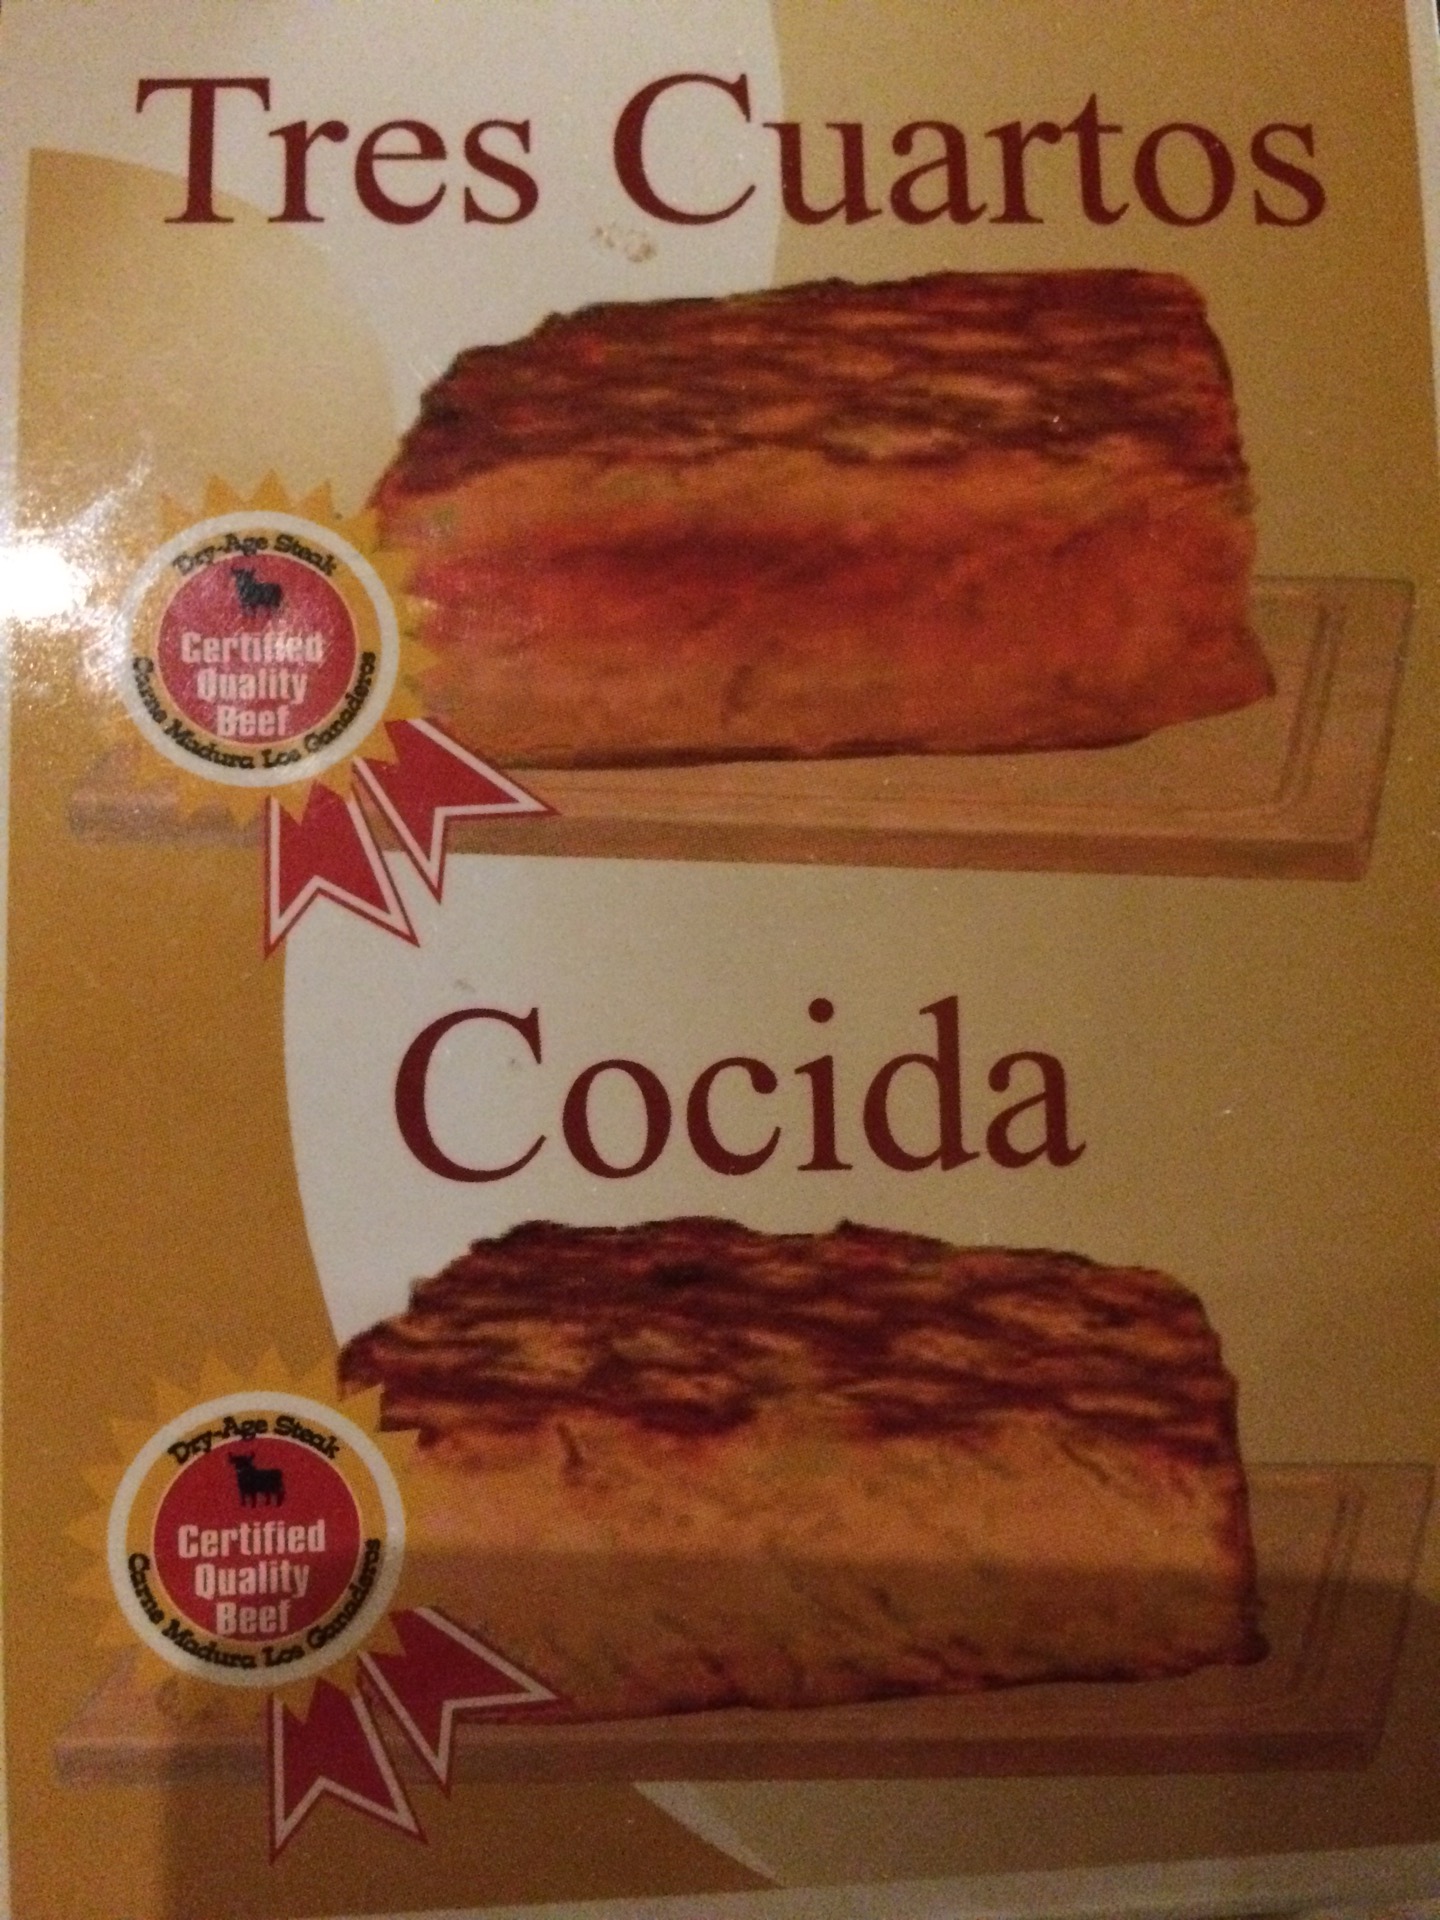 Tres Cuartos
Dry-Age Steak
Certified
Quality
Beef
Carne Madura Los Ganaderos
Cocida
Dry-Age Steak
Certified
Quality
Beef
Carne Madura Los Ganaderos